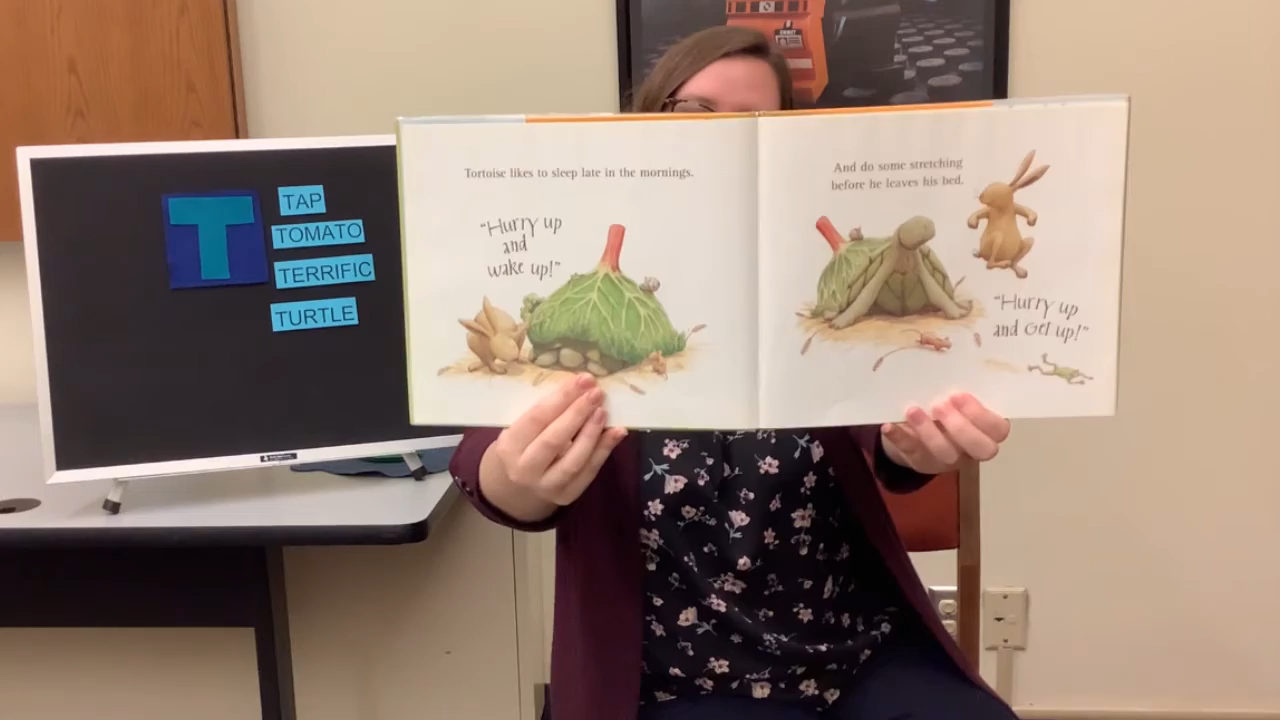 T
TAP
TOMATO
TERRIFIC
TURTLE
Tortoise likes to sleep late in the mornings.
"Hurry up
and
wake up!"
And do some stretching
before he leaves his bed.
"Hurry up
and Get up!"